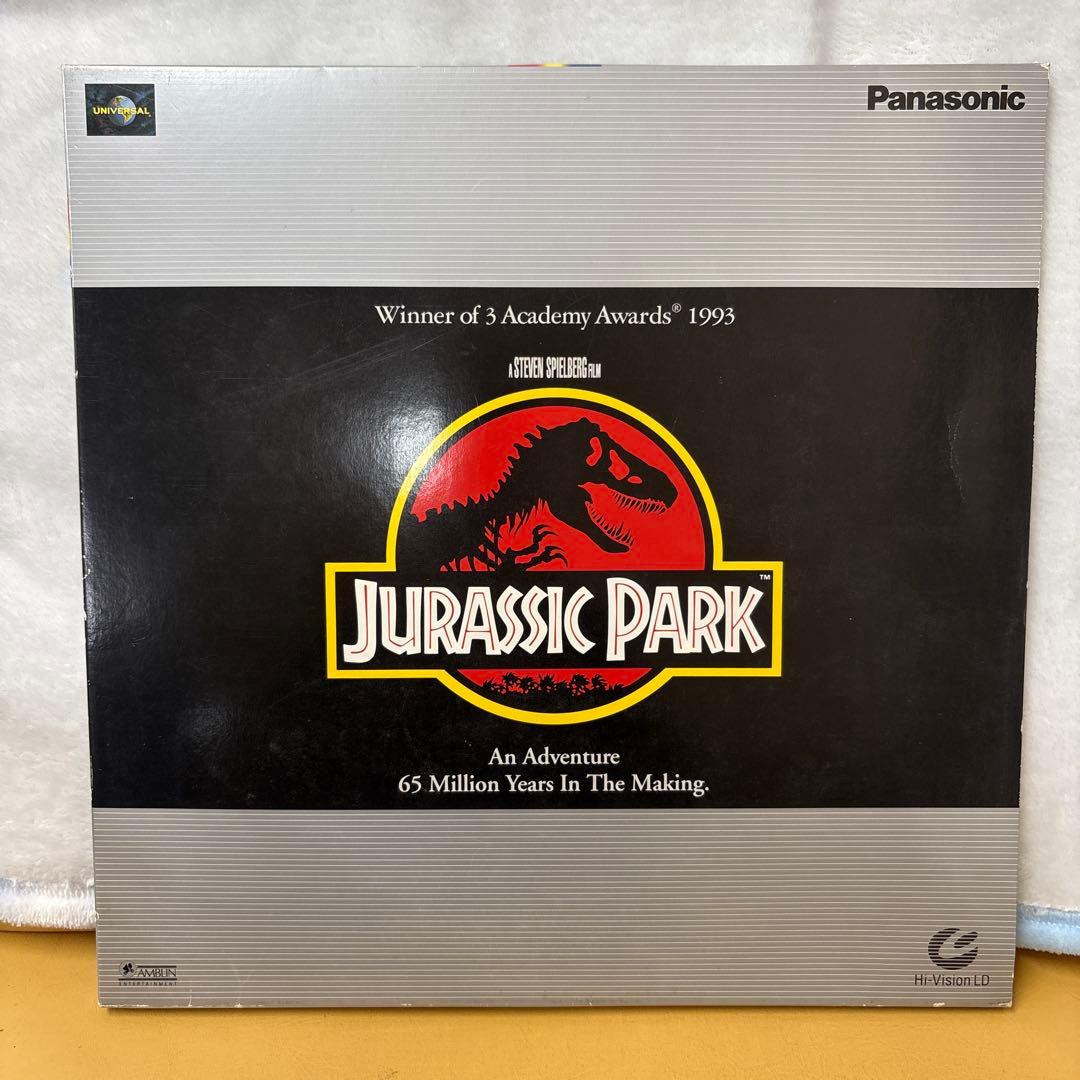 UNIVERSAL
Panasonic
Winner of 3 Academy Awards® 1993
A STEVEN SPIELBERG FILM
JURASSIC PARK™
An Adventure
65 Million Years In The Making.
AMBLIN
ENTERTAINMENT
Hi-Vision LD